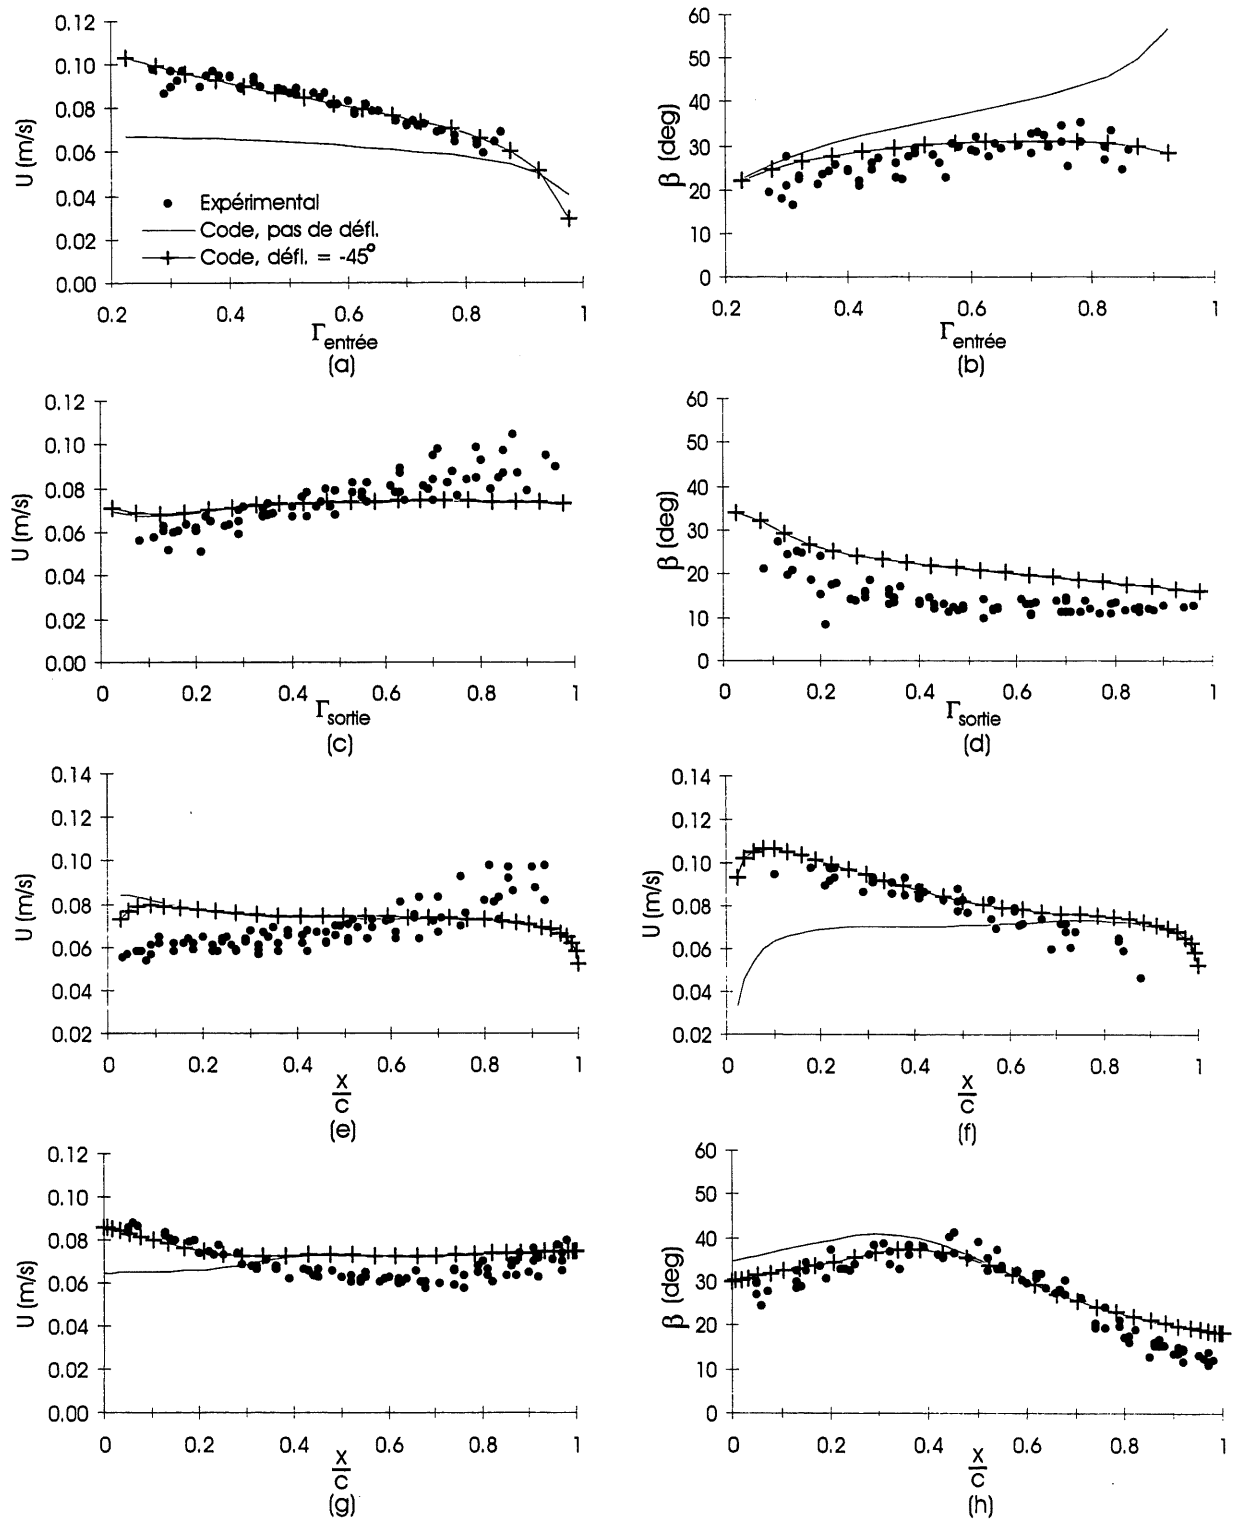 0.12
0.10
0.08
0.06
0.04
0.02
0.00
U (m/s)
Expérimental
Code, pas de défl.
Code, défl. = -45°
0.2 0.4 0.6 0.8 1
Γentrée
(a)
60
50
40
30
20
10
0
β (deg)
0.2 0.4 0.6 0.8 1
Γentrée
(b)
0.12
0.10
0.08
0.06
0.04
0.02
0.00
U (m/s)
0 0.2 0.4 0.6 0.8 1
Γsortie
(c)
60
50
40
30
20
10
0
β (deg)
0 0.2 0.4 0.6 0.8 1
Γsortie
(d)
0.14
0.12
0.10
0.08
0.06
0.04
0.02
U (m/s)
0 0.2 0.4 0.6 0.8 1
x
c
(e)
0.14
0.12
0.10
0.08
0.06
0.04
0.02
U (m/s)
0 0.2 0.4 0.6 0.8 1
x
c
(f)
0.12
0.10
0.08
0.06
0.04
0.02
0.00
U (m/s)
0 0.2 0.4 0.6 0.8 1
x
c
(g)
60
50
40
30
20
10
0
β (deg)
0 0.2 0.4 0.6 0.8 1
x
c
(h)